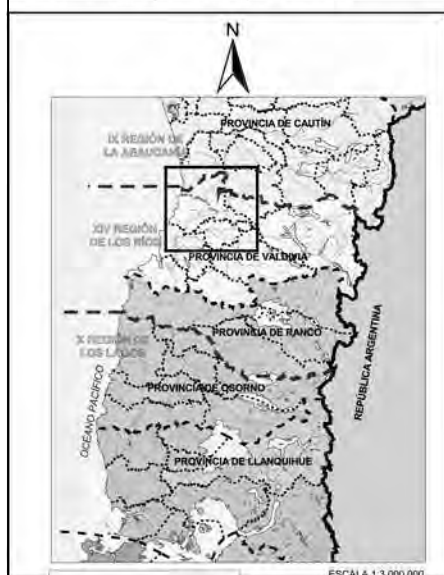 N
PROVINCIA DE CAUTÍN
IX REGIÓN DE
LA ARAUCANÍA
XIV REGIÓN
DE LOS RÍOS
PROVINCIA DE VALDIVIA
PROVINCIA DE RANCO
X REGIÓN DE
LOS LAGOS
REPÚBLICA ARGENTINA
OCÉANO PACÍFICO
PROVINCIA DE OSORNO
PROVINCIA DE LLANQUIHUE
ESCALA 1:3.000.000